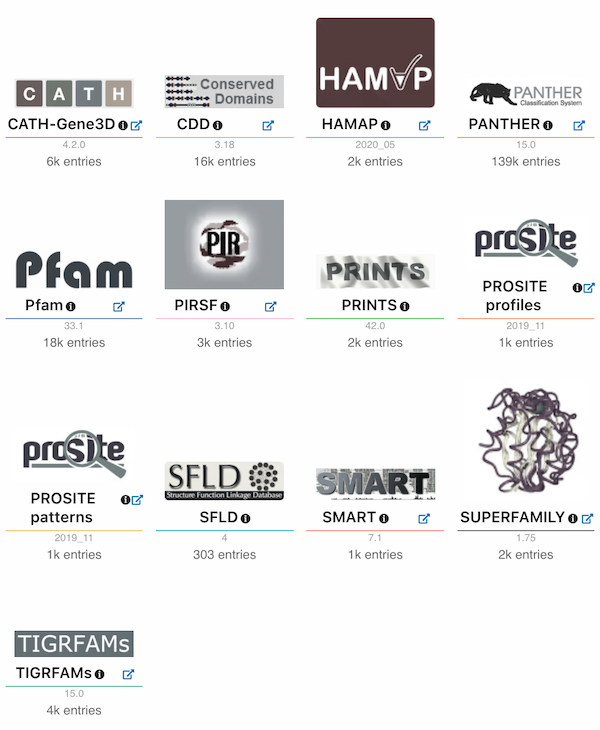 CATH
CATH-Gene3D
4.2.0
6k entries
Conserved
Domains
CDD
3.18
16k entries
HAMAP
HAMAP
2020_05
2k entries
PANTHER
Classification System
PANTHER
15.0
139k entries
Pfam
Pfam
33.1
18k entries
PIR
PIRSF
3.10
3k entries
PRINTS
PRINTS
42.0
2k entries
prosite
PROSITE
profiles
2019_11
1k entries
prosite
PROSITE
patterns
2019_11
1k entries
SFLD
Structure Function Linkage Database
SFLD
4
303 entries
SMART
SMART
7.1
1k entries
SUPERFAMILY
1.75
2k entries
TIGRFAMs
TIGRFAMs
15.0
4k entries